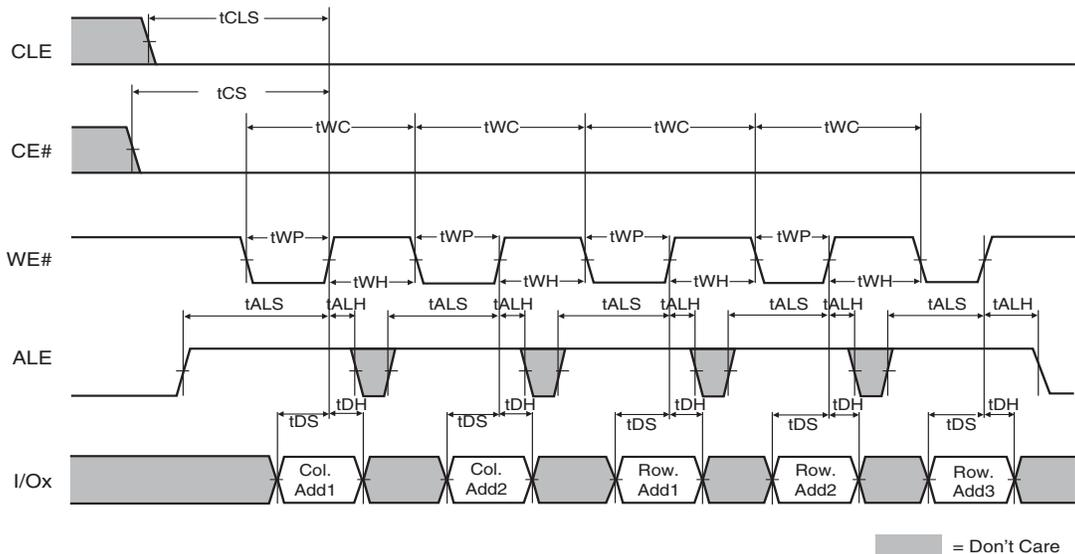 tCLS
CLE
tCS
tWC tWC tWC tWC
CE#
tWP tWP tWP tWP
WE#
tWH tWH tWH tWH
tALS tALH tALS tALH tALS tALH tALS tALH tALS tALH
ALE
tDH tDH tDH tDH tDH
tDS tDS tDS tDS tDS
I/Ox
Col. Add1
Col. Add2
Row. Add1
Row. Add2
Row. Add3
= Don't Care